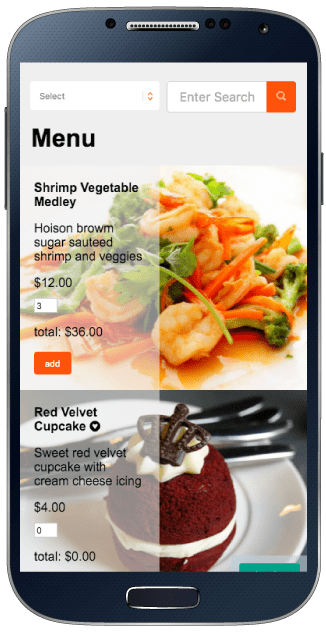 Select
Enter Search
Menu
Shrimp Vegetable
Medley
Hoison browm
sugar sauteed
shrimp and veggies
$12.00
3
total: $36.00
add
Red Velvet
Cupcake
Sweet red velvet
cupcake with
cream cheese icing
$4.00
0
total: $0.00